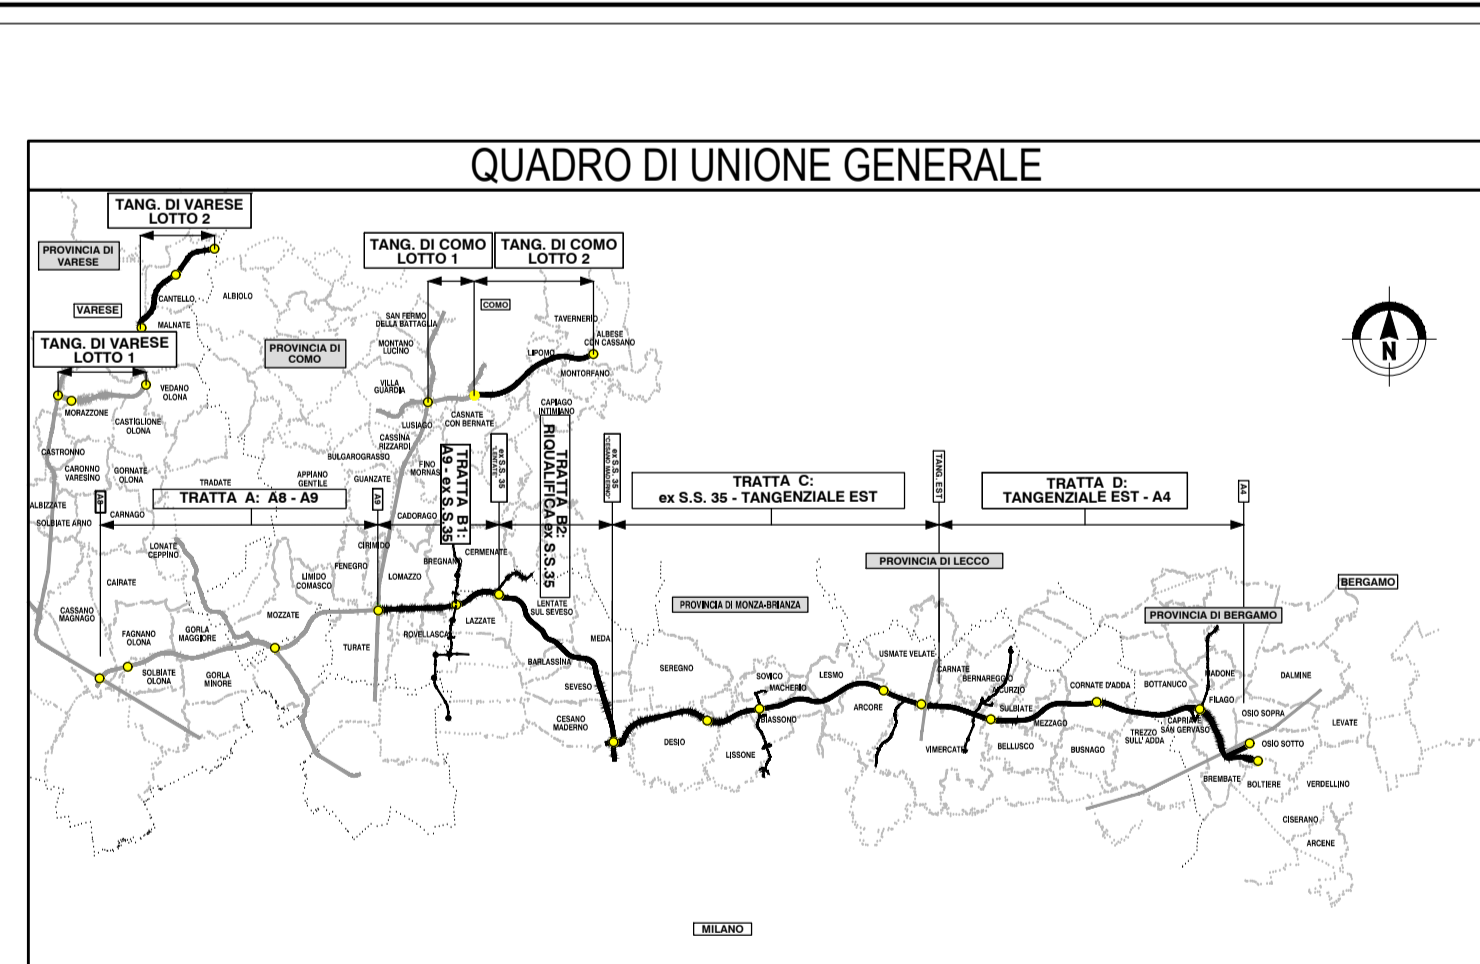 QUADRO DI UNIONE GENERALE
TANG. DI VARESE
LOTTO 2
PROVINCIA DI
VARESE
TANG. DI COMO
LOTTO 1
TANG. DI COMO
LOTTO 2
CANTELLO
ALBIOLO
VARESE
MALNATE
COMO
SAN FERMO
DELLA BATTAGLIA
TAVERNERIO
ALBESE
CON CASSANO
TANG. DI VARESE
LOTTO 1
PROVINCIA DI
COMO
MONTANO
LUCINO
LIPOMO
MONTORFANO
N
VEDANO
OLONA
VILLA
GUARDIA
MORAZZONE
CASTIGLIONE
OLONA
CAPIAGO
INTIMIANO
CASNATE
CON BERNATE
LUSIAGO
CASSINA
RIZZARDI
CASTRONNO
BULGAROGRASSO
CARONNO
VARESINO
GORNATE
OLONA
TRADATE
APPIANO
GENTILE
GUANZATE
FINO
MORNAS
TRATTA B1:
A9 - ex S.S.35
ex S.S. 35
LENTATE
TRATTA B2:
RIQUALIFICA ex S.S.35
ex S.S. 35
CESANO MADERNO
TRATTA C:
ex S.S. 35 - TANGENZIALE EST
TANG. EST
TRATTA D:
TANGENZIALE EST - A4
A4
A8
TRATTA A: A8 - A9
A9
ALBIZZATE
SOLBIATE ARNO
CARNAGO
CADORAGO
LONATE
CEPPINO
CIRIMIDO
FENEGRO
BREGNANO
CERMENATE
PROVINCIA DI LECCO
CAIRATE
LIMIDO
COMASCO
LOMAZZO
BERGAMO
CASSANO
MAGNAGO
MOZZATE
LENTATE
SUL SEVESO
PROVINCIA DI MONZA-BRIANZA
PROVINCIA DI BERGAMO
FAGNANO
OLONA
GORLA
MAGGIORE
ROVELLASCA
LAZZATE
TURATE
MEDA
USMATE VELATE
SOLBIATE
OLONA
GORLA
MINORE
BARLASSINA
SEREGNO
SOVICO
MACHERIO
LESMO
CARNATE
BERNAREGGIO
AICURZIO
CORNATE D'ADDA
BOTTANUCO
MADONE
DALMINE
SEVESO
ARCORE
SULBIATE
FILAGO
CESANO
MADERNO
BIASSONO
MEZZAGO
CAPRIATE
SAN GERVASO
OSIO SOPRA
LEVATE
DESIO
LISSONE
VIMERCATE
BELLUSCO
BUSNAGO
TREZZO
SULL' ADDA
OSIO SOTTO
BREMBATE
BOLTIERE
VERDELLINO
CISERANO
ARCENE
MILANO